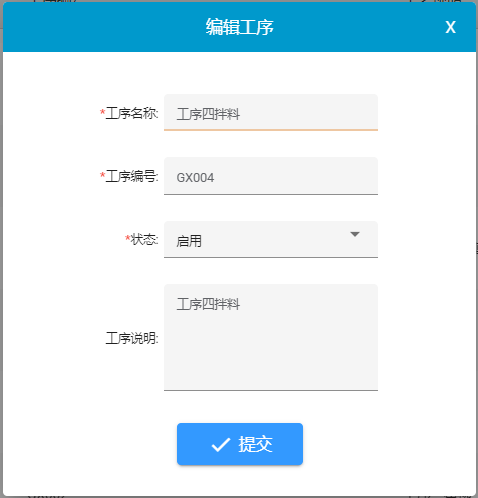 编辑工序 X
*工序名称: 工序四拌料
*工序编号: GX004
*状态: 启用
工序说明: 工序四拌料
提交